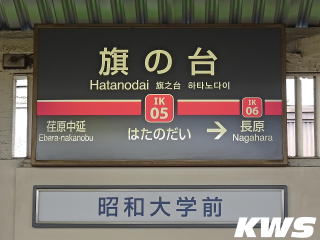 旗の台
Hatanodai 旗之台 하타노다이
IK 05
IK 06
荏原中延 はたのだい → 長原
Ebara-nakanobu Nagahara
昭和大学前
KWS